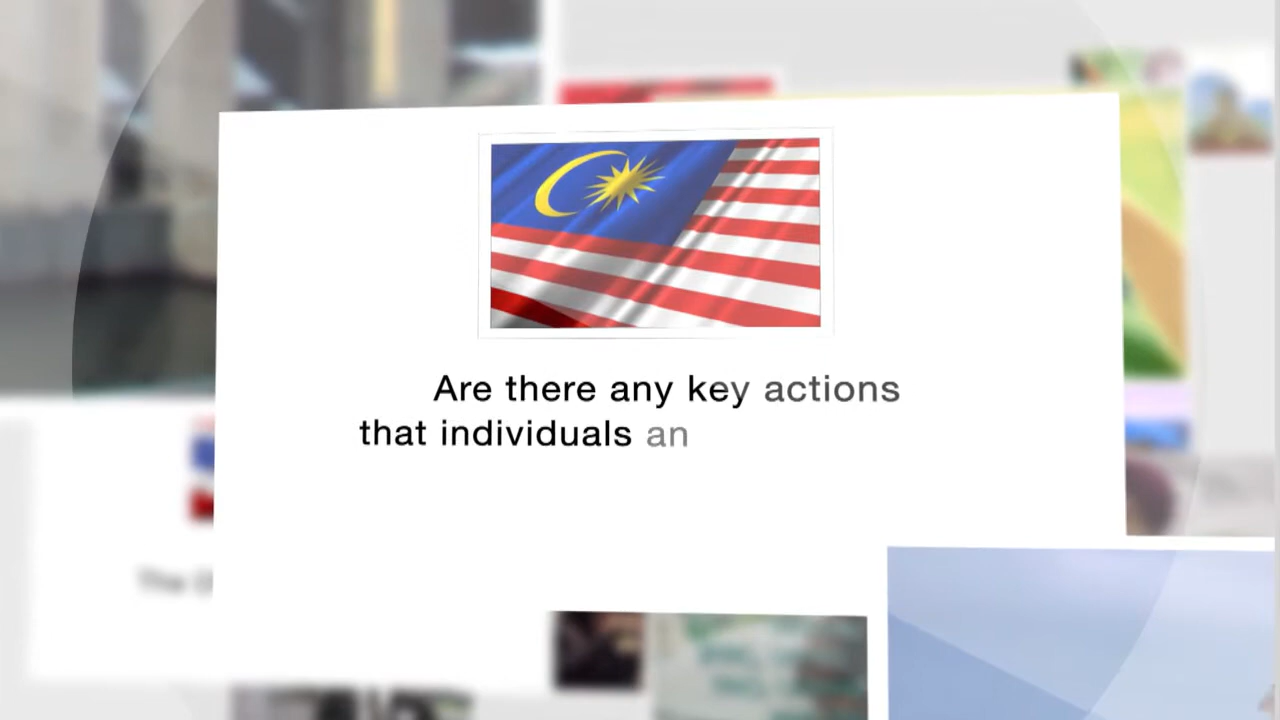 Are there any key actions
that individuals an